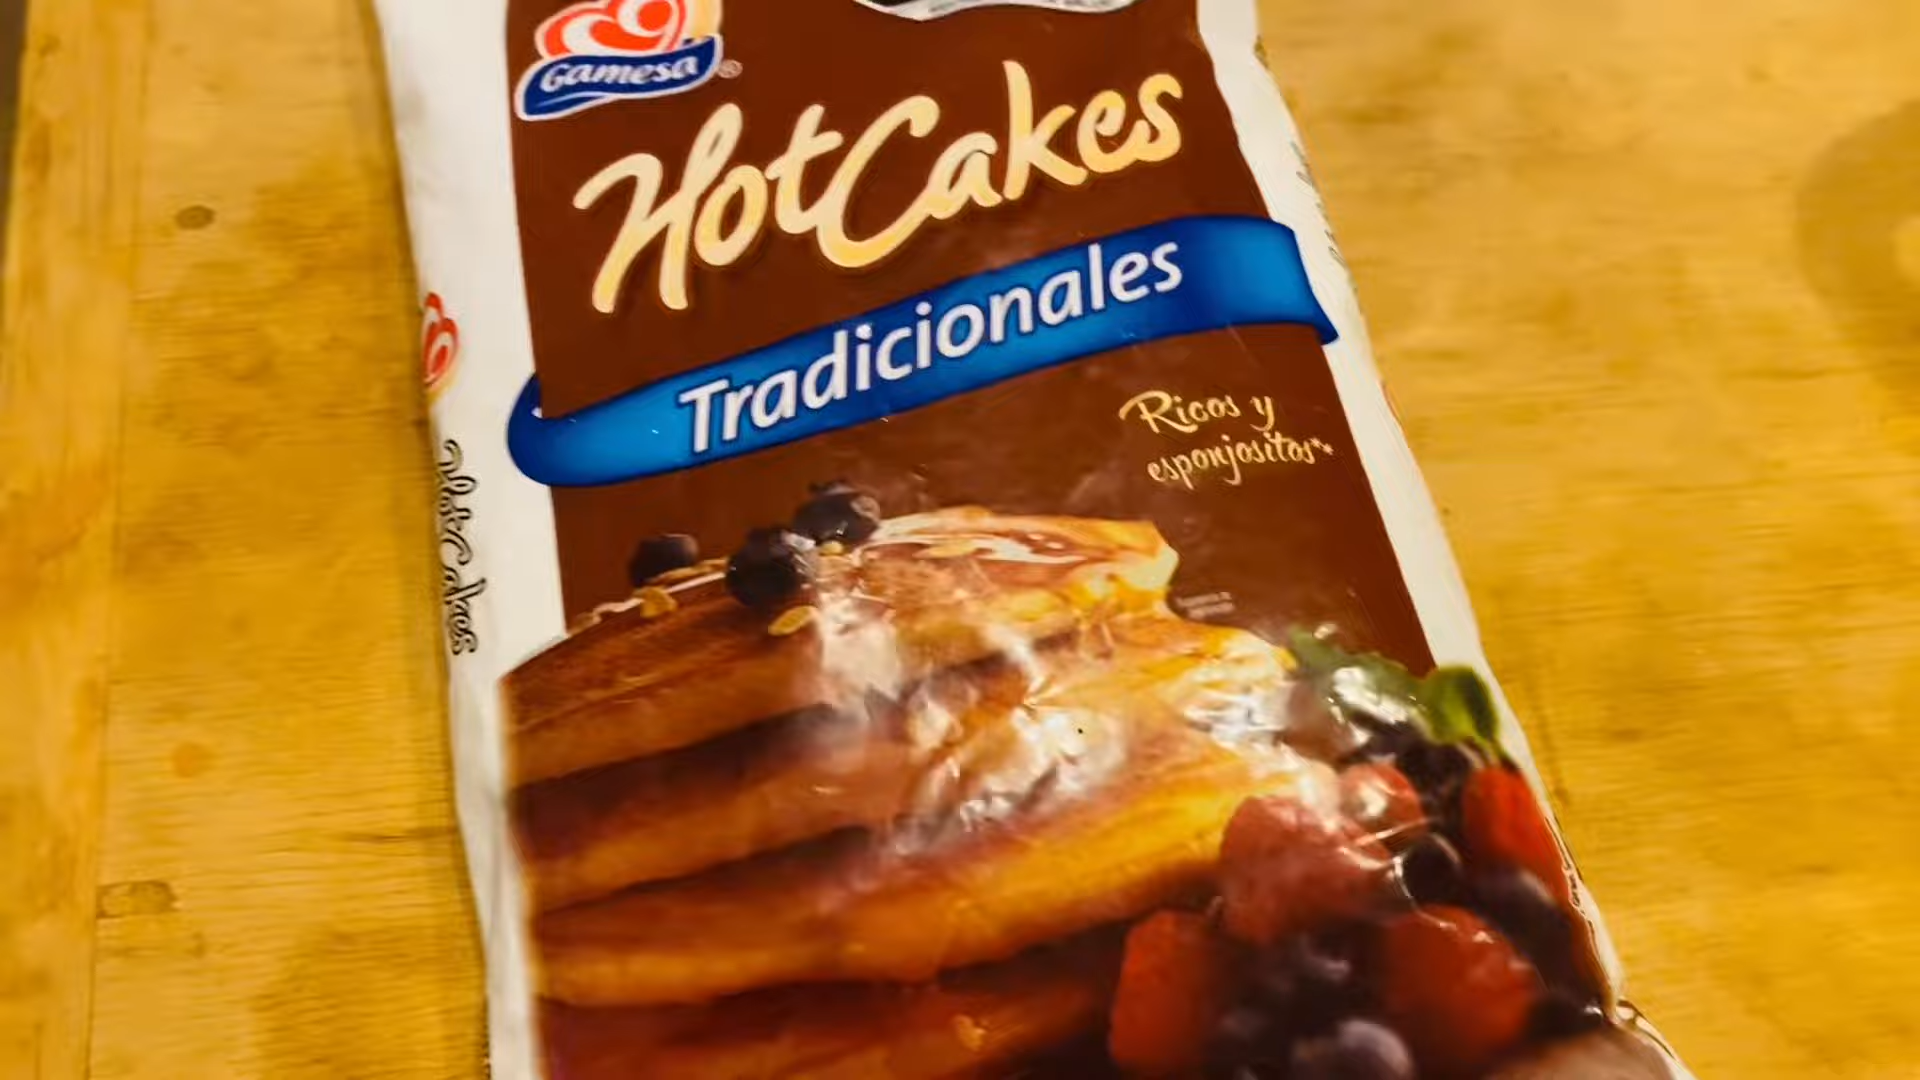 Gamesa®
HotCakes
Tradicionales
Ricos y
esponjositos**
HotCakes